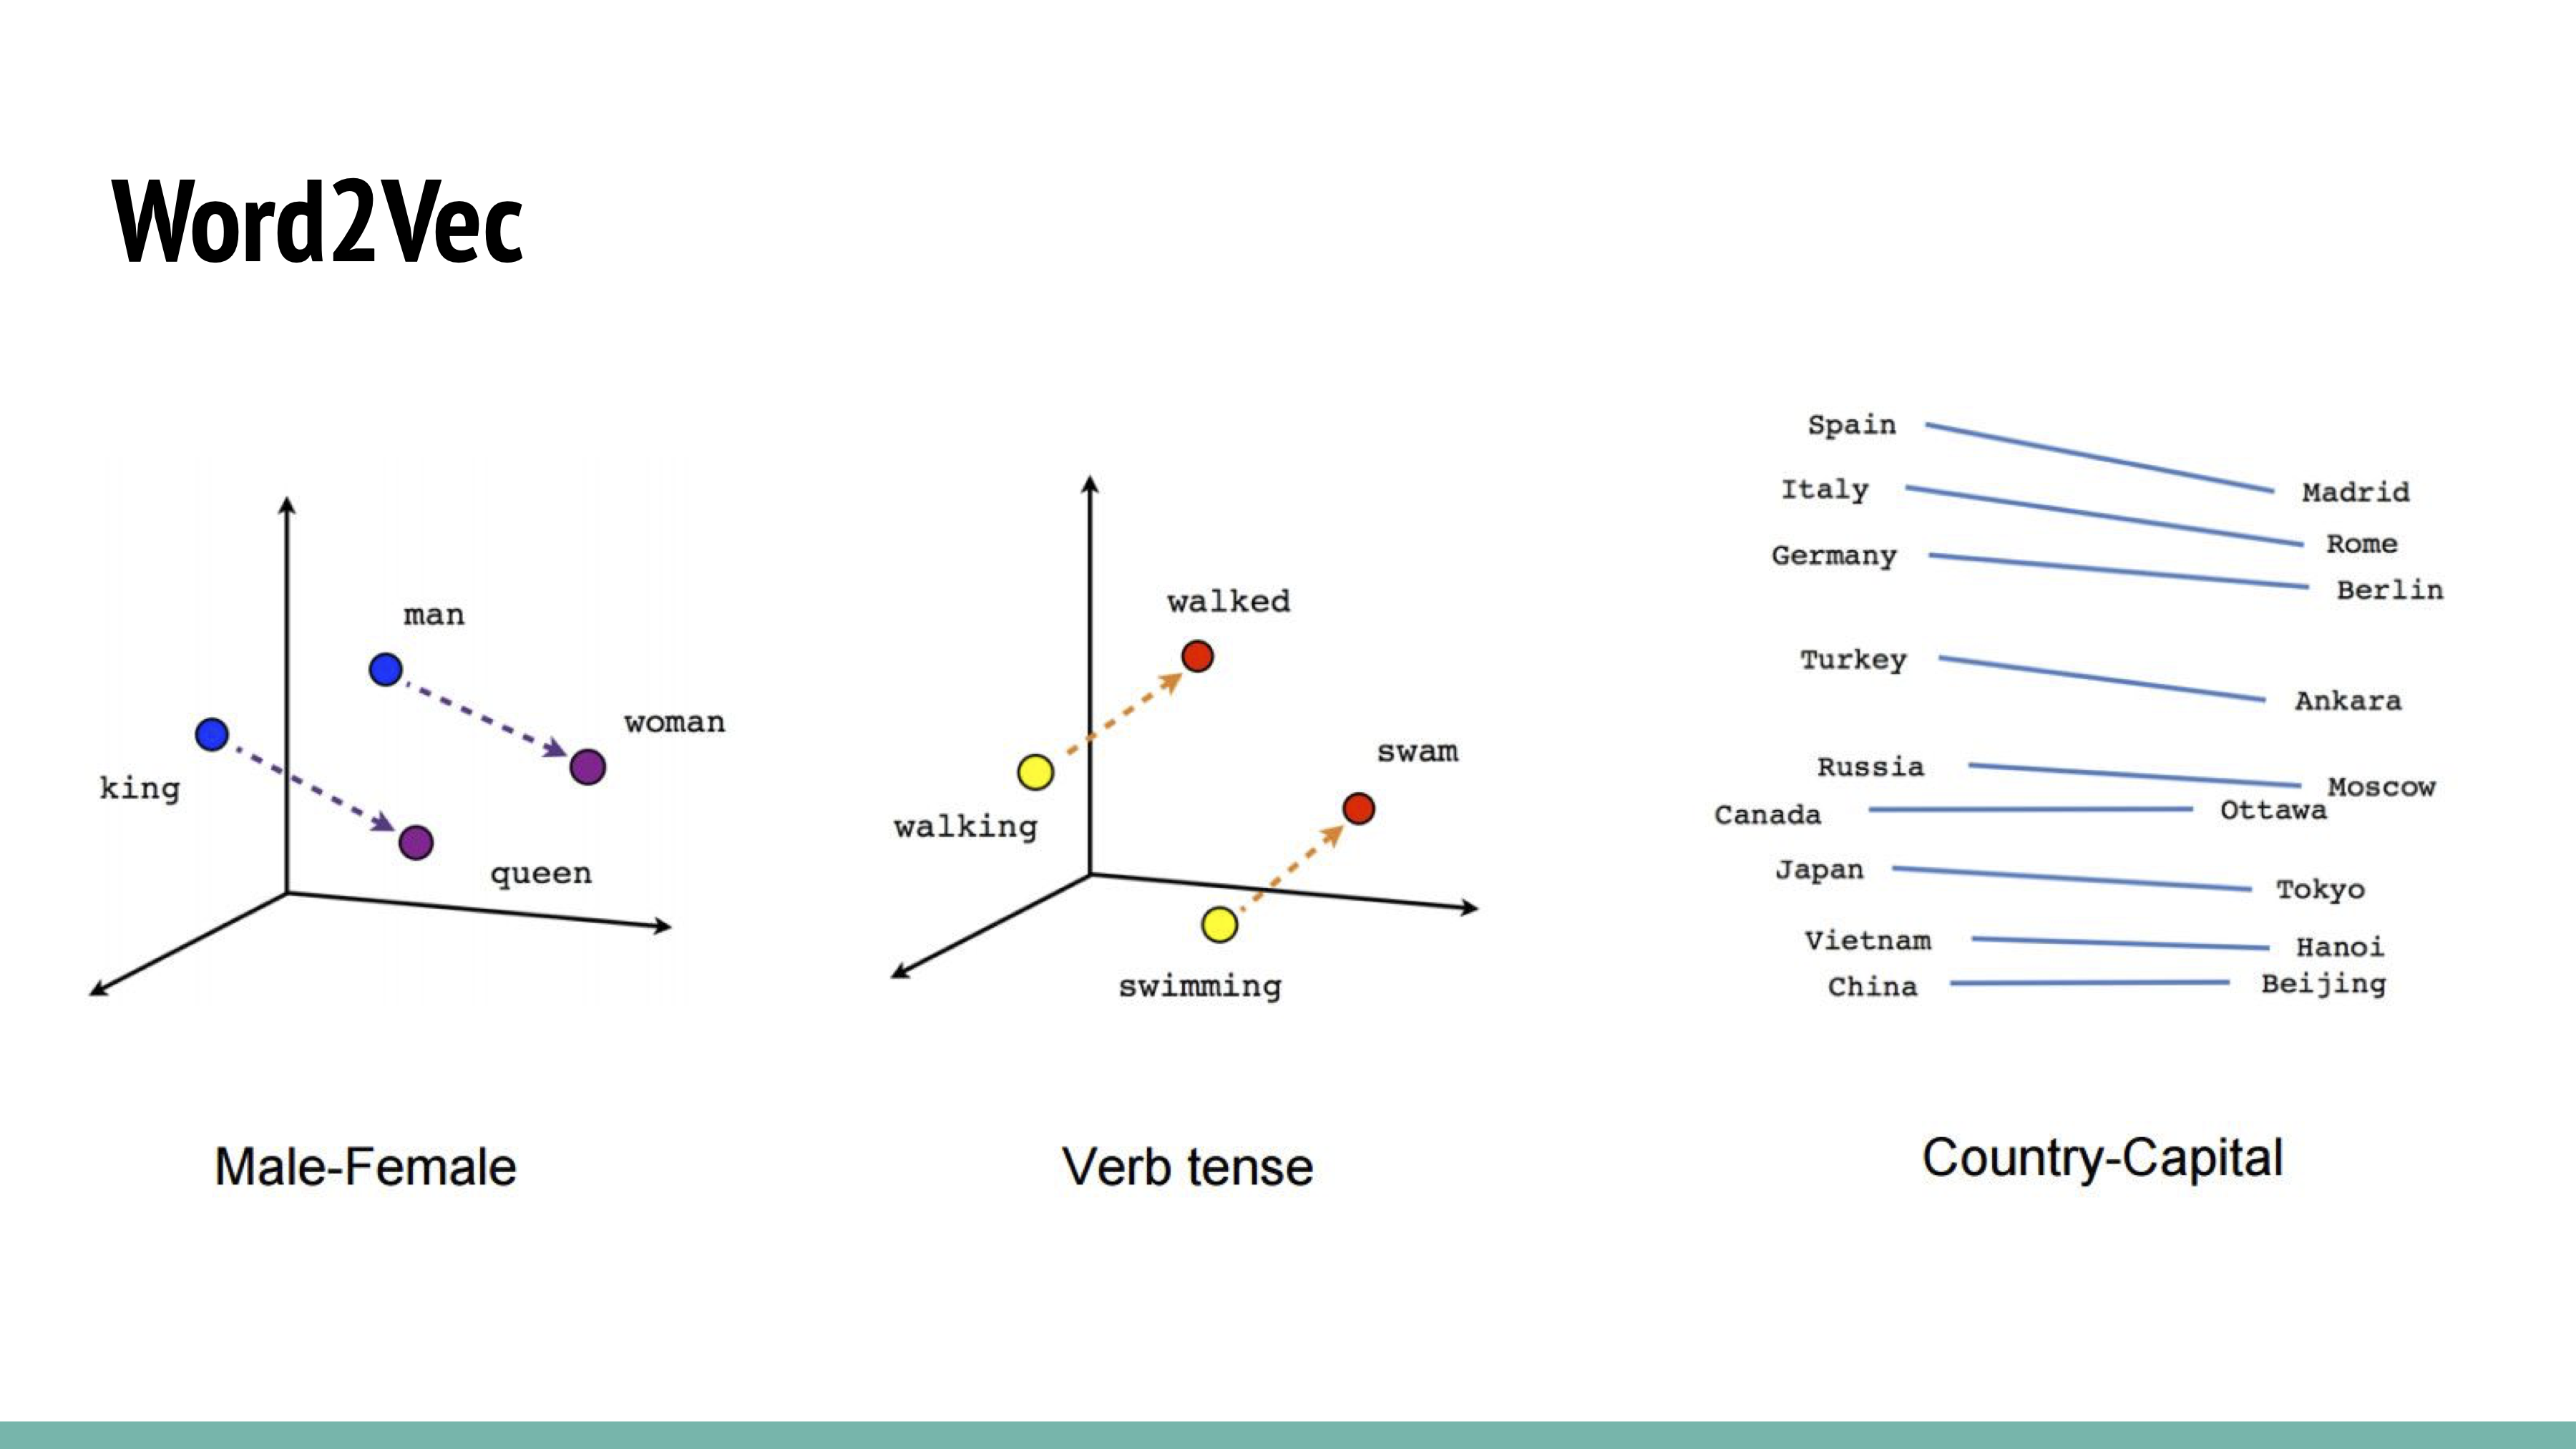 Word2Vec
man
woman
king
queen
Male-Female
walked
swam
walking
swimming
Verb tense
Spain
Madrid
Italy
Rome
Germany
Berlin
Turkey
Ankara
Russia
Moscow
Canada
Ottawa
Japan
Tokyo
Vietnam
Hanoi
China
Beijing
Country-Capital